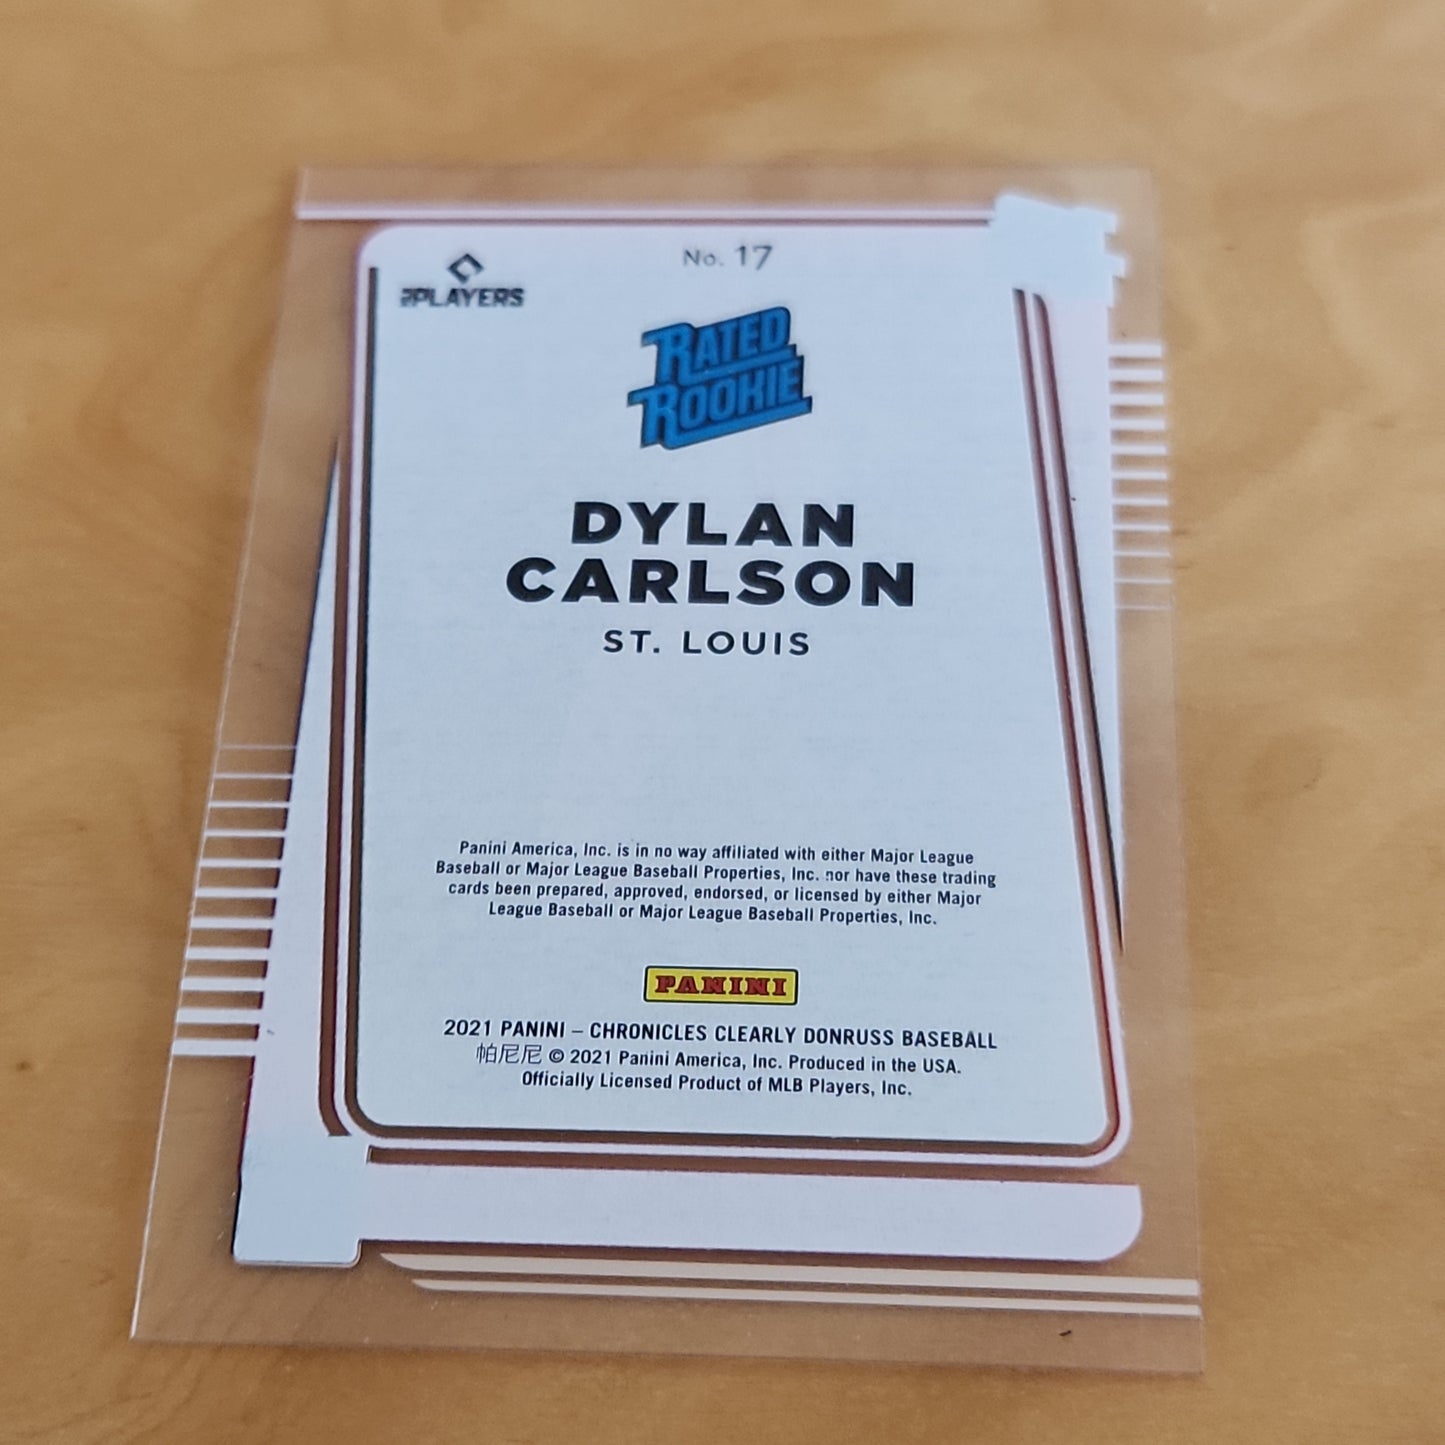 No. 17
PLAYERS
RATED
ROOKIE
DYLAN
CARLSON
ST. LOUIS
Panini America, Inc. is in no way affiliated with either Major League
Baseball or Major League Baseball Properties, Inc. nor have these trading
cards been prepared, approved, endorsed, or licensed by either Major
League Baseball or Major League Baseball Properties, Inc.
PANINI
2021 PANINI – CHRONICLES CLEARLY DONRUSS BASEBALL
帕尼尼 © 2021 Panini America, Inc. Produced in the USA.
Officially Licensed Product of MLB Players, Inc.